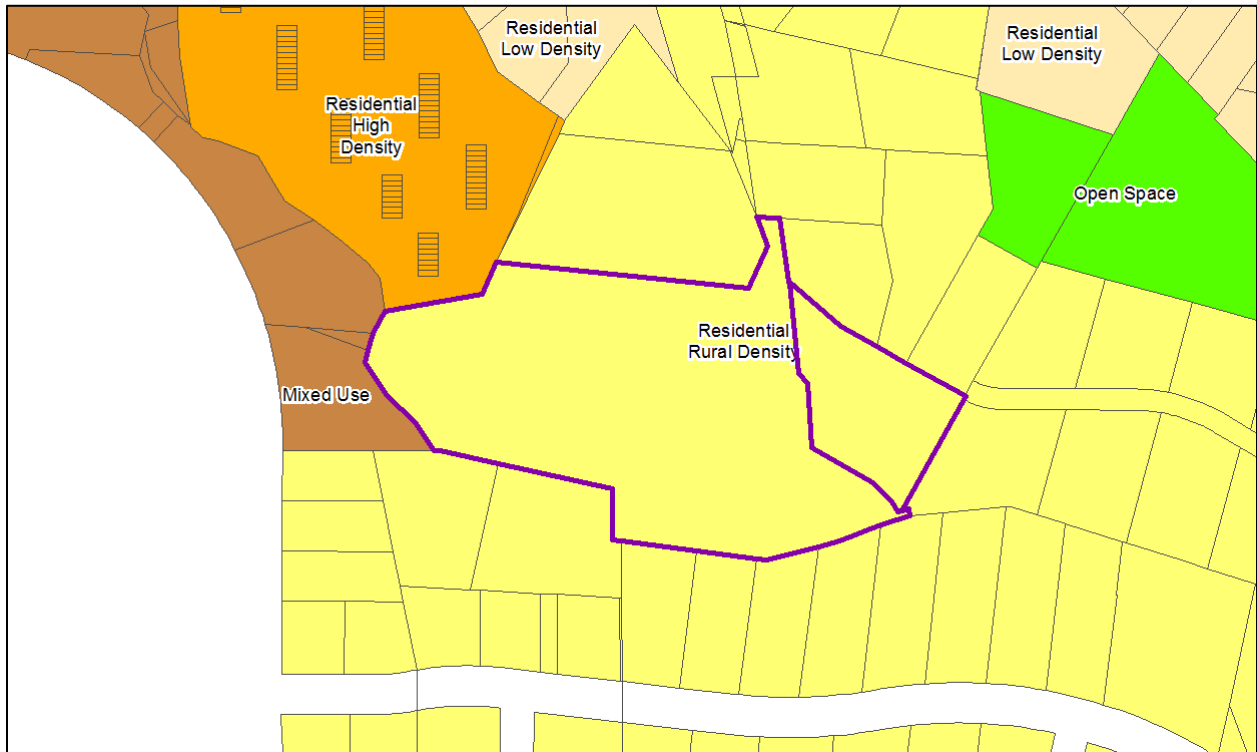 Residential
Low Density
Residential
Low Density
Residential
High
Density
Open Space
Residential
Rural Density
Mixed Use